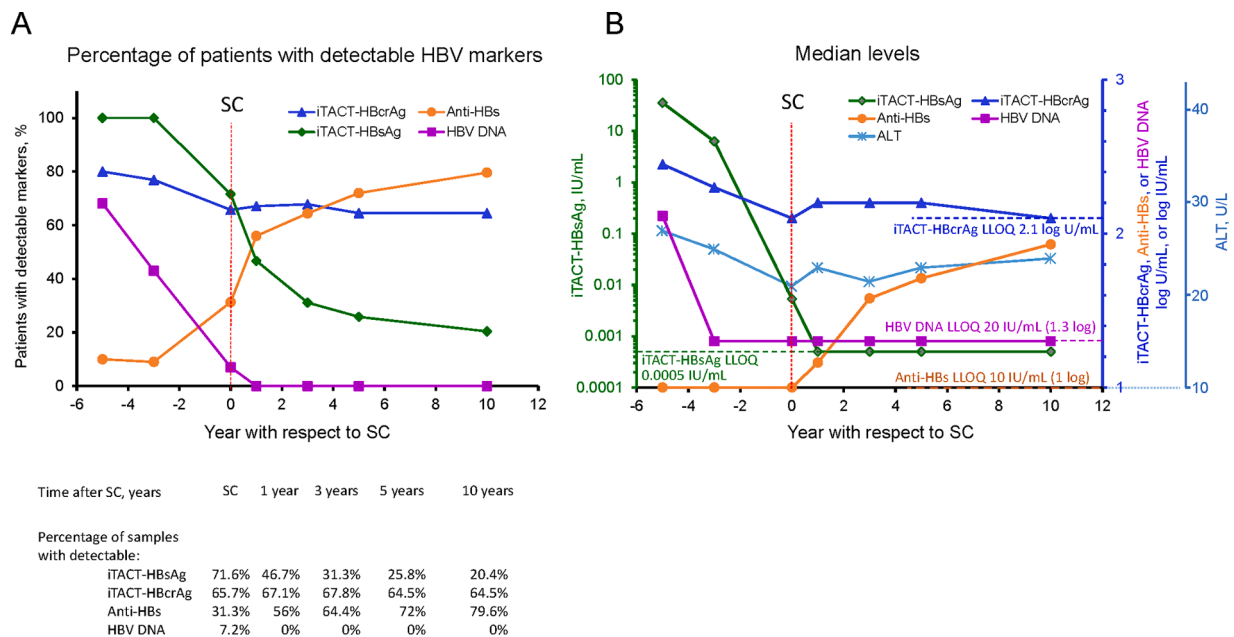 A
Percentage of patients with detectable HBV markers
SC
iTACT-HBcrAg
Anti-HBs
iTACT-HBsAg
HBV DNA
Patients with detectable markers, %
100
80
60
40
20
0
-6 -4 -2 0 2 4 6 8 10 12
Year with respect to SC
Time after SC, years SC 1 year 3 years 5 years 10 years
Percentage of samples
with detectable:
iTACT-HBsAg 71.6% 46.7% 31.3% 25.8% 20.4%
iTACT-HBcrAg 65.7% 67.1% 67.8% 64.5% 64.5%
Anti-HBs 31.3% 56% 64.4% 72% 79.6%
HBV DNA 7.2% 0% 0% 0% 0%
B
Median levels
SC
iTACT-HBsAg
iTACT-HBcrAg
Anti-HBs
HBV DNA
ALT
iTACT-HBsAg, IU/mL
100
10
1
0.1
0.01
0.001
0.0001
iTACT-HBcrAg LLOQ 2.1 log U/mL
HBV DNA LLOQ 20 IU/mL (1.3 log)
iTACT-HBsAg LLOQ
0.0005 IU/mL
Anti-HBs LLOQ 10 IU/mL (1 log)
-6 -4 -2 0 2 4 6 8 10 12
Year with respect to SC
3
2
1
iTACT-HBcrAg, Anti-HBs, or HBV DNA
log U/mL, or log IU/mL
40
30
20
10
ALT, U/L